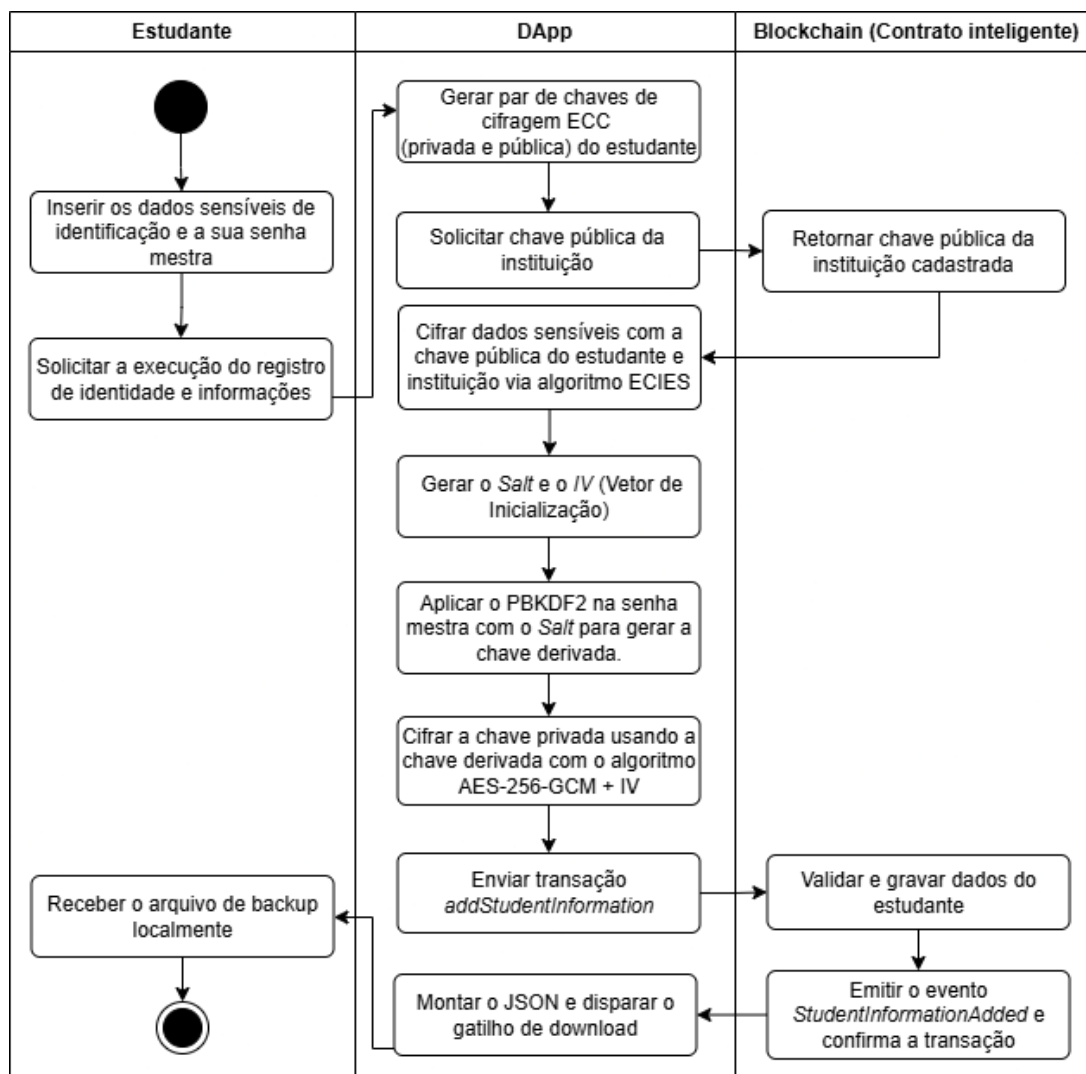 Estudante
DApp
Blockchain (Contrato inteligente)
Inserir os dados sensíveis de
identificação e a sua senha
mestra
Solicitar a execução do registro
de identidade e informações
Gerar par de chaves de
cifragem ECC
(privada e pública) do estudante
Solicitar chave pública da
instituição
Retornar chave pública da
instituição cadastrada
Cifrar dados sensíveis com a
chave pública do estudante e
instituição via algoritmo ECIES
Gerar o Salt e o IV (Vetor de
Inicialização)
Aplicar o PBKDF2 na senha
mestra com o Salt para gerar a
chave derivada.
Cifrar a chave privada usando a
chave derivada com o algoritmo
AES-256-GCM + IV
Enviar transação
addStudentInformation
Validar e gravar dados do
estudante
Emitir o evento
StudentInformationAdded e
confirma a transação
Montar o JSON e disparar o
gatilho de download
Receber o arquivo de backup
localmente